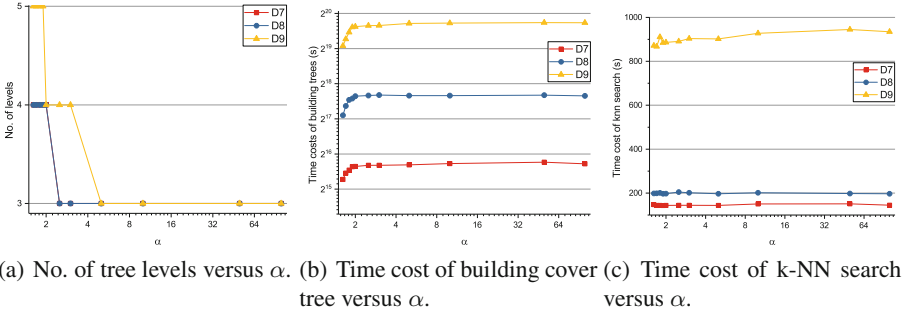 5
4
3
No. of levels
2 4 8 16 32 64
α
D7
D8
D9
2^20
2^19
2^18
2^17
2^16
2^15
Time costs of building trees (s)
2 4 8 16 32 64
α
D7
D8
D9
1000
800
600
400
200
Time cost of knn search (s)
2 4 8 16 32 64
α
D7
D8
D9
(a) No. of tree levels versus α.
(b) Time cost of building cover
tree versus α.
(c) Time cost of k-NN search
versus α.